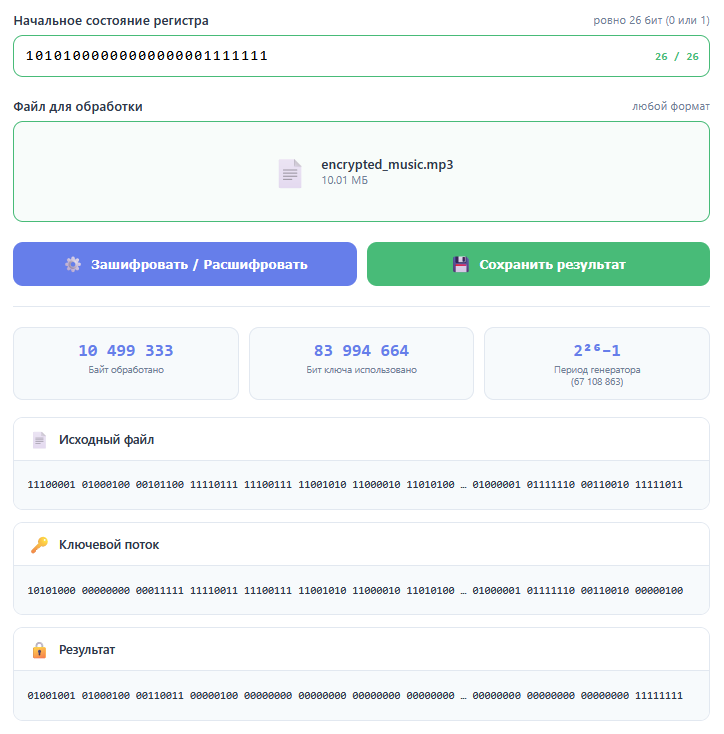 Начальное состояние регистра
ровно 26 бит (0 или 1)
10101000000000000001111111
26 / 26
Файл для обработки
любой формат
encrypted_music.mp3
10.01 МБ
Зашифровать / Расшифровать
Сохранить результат
10 499 333
Байт обработано
83 994 664
Бит ключа использовано
2²⁶−1
Период генератора
(67 108 863)
Исходный файл
11100001 01000100 00101100 11110111 11100111 11001010 11000010 11010100 … 01000001 01111110 00110010 11111011
Ключевой поток
10101000 00000000 00011111 11110011 11100111 11001010 11000010 11010100 … 01000001 01111110 00110010 00000100
Результат
01001001 01000100 00110011 00000100 00000000 00000000 00000000 00000000 … 00000000 00000000 00000000 11111111